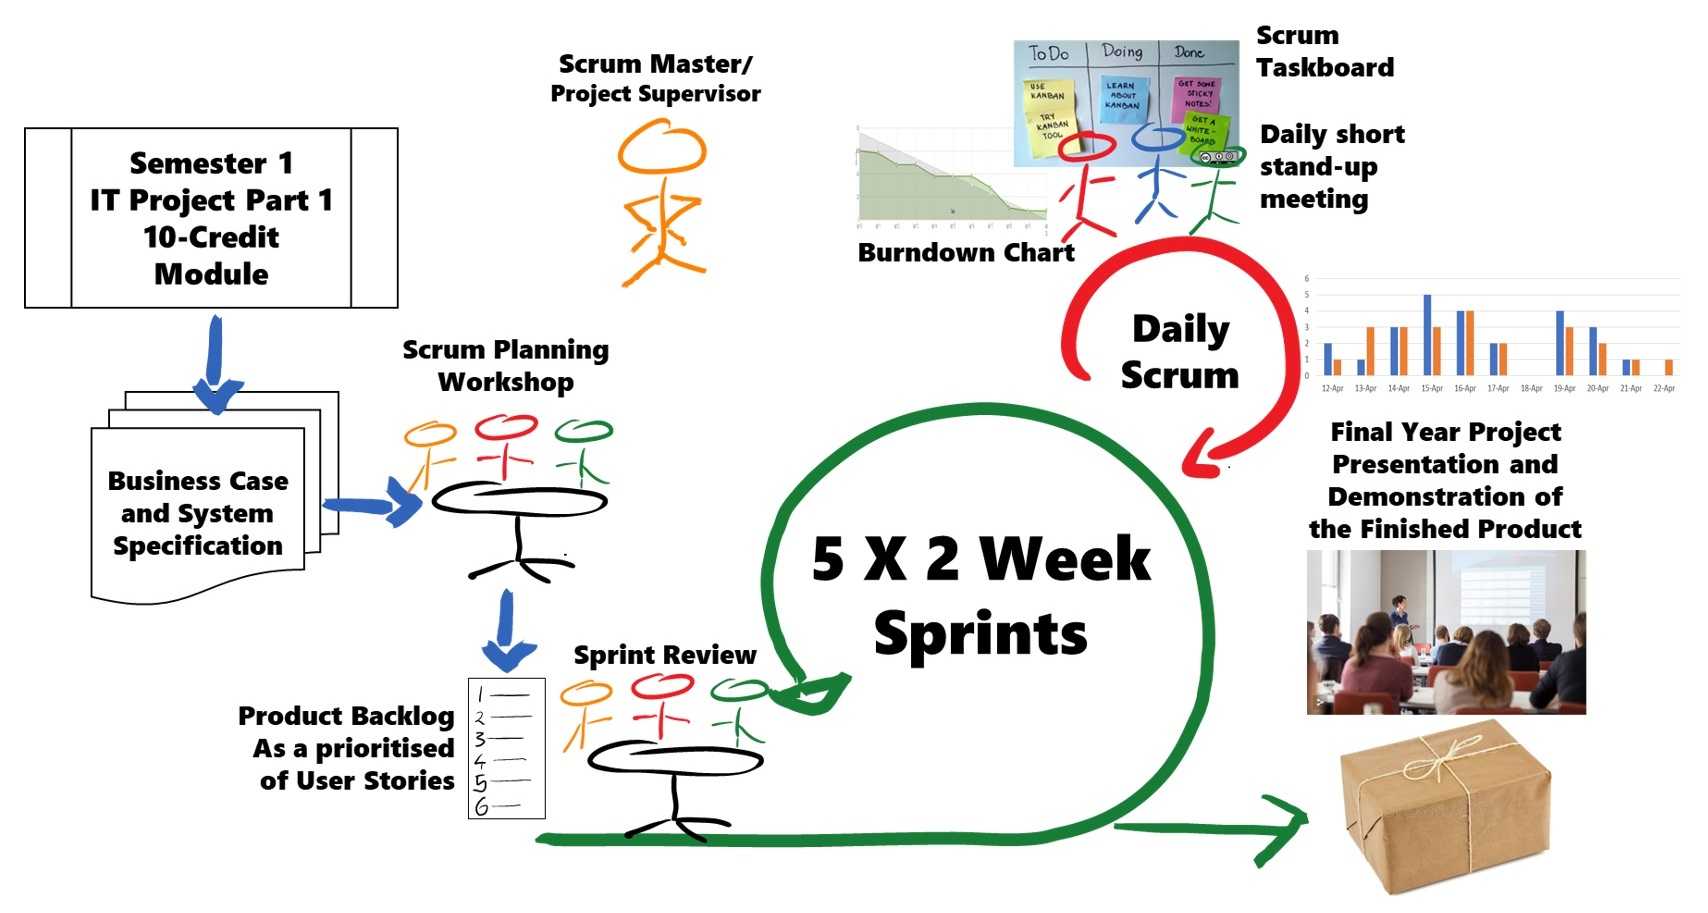 Scrum Master/
Project Supervisor
Semester 1
IT Project Part 1
10-Credit
Module
Business Case
and System
Specification
Scrum Planning
Workshop
Product Backlog
As a prioritised
of User Stories
1
2
3
4
5
6
Sprint Review
5 X 2 Week
Sprints
To Do
Doing
Done
USE
KANBAN
TRY
KANBAN
TOOL
LEARN
ABOUT
KANBAN
GET SOME
STICKY
NOTES!
GET A
WHITE-
BOARD
Scrum
Taskboard
Daily short
stand-up
meeting
Burndown Chart
Daily
Scrum
6
5
4
3
2
1
0
12-Apr 13-Apr 14-Apr 15-Apr 16-Apr 17-Apr 18-Apr 19-Apr 20-Apr 21-Apr 22-Apr
Final Year Project
Presentation and
Demonstration of
the Finished Product